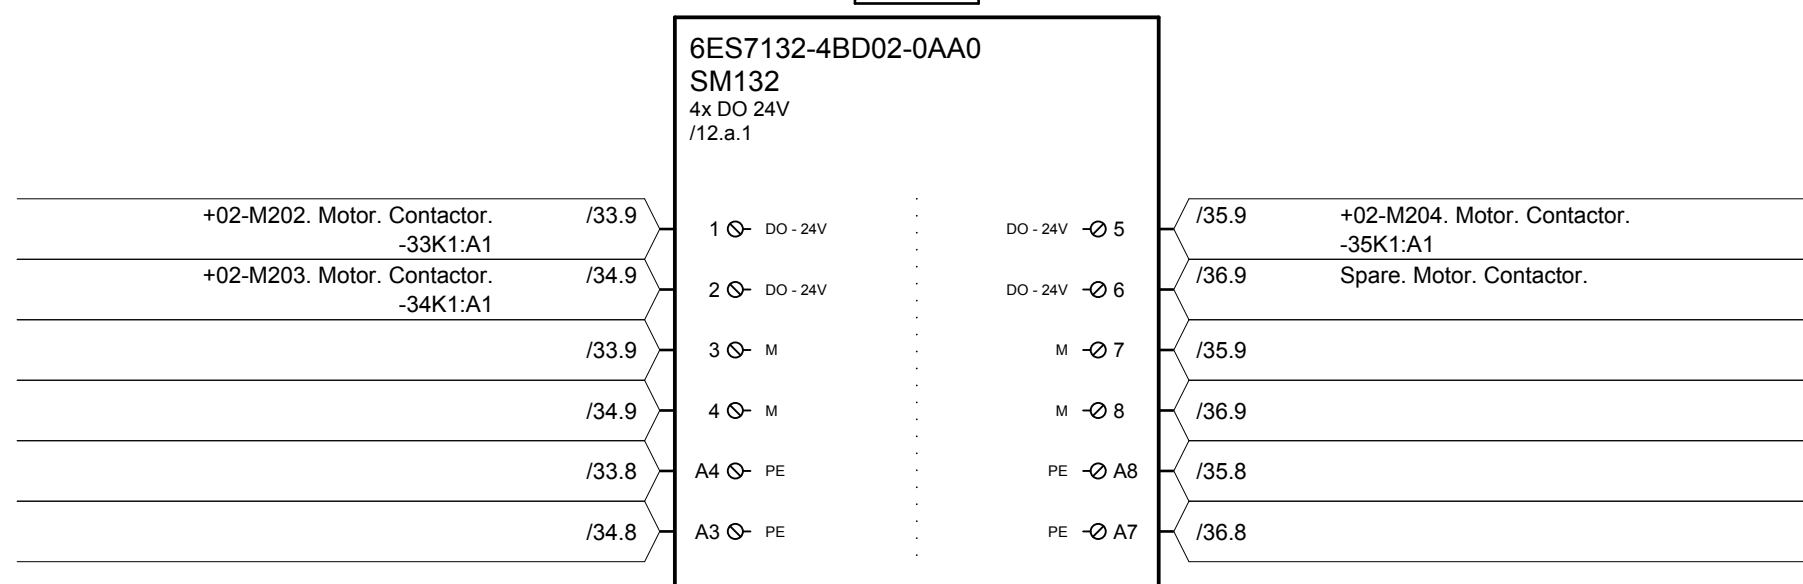 6ES7132-4BD02-0AA0
SM132
4x DO 24V
/12.a.1
+02-M202. Motor. Contactor. /33.9 1 DO - 24V DO - 24V 5 /35.9 +02-M204. Motor. Contactor.
-33K1:A1 -35K1:A1
+02-M203. Motor. Contactor. /34.9 2 DO - 24V DO - 24V 6 /36.9 Spare. Motor. Contactor.
-34K1:A1
/33.9 3 M M 7 /35.9
/34.9 4 M M 8 /36.9
/33.8 A4 PE PE A8 /35.8
/34.8 A3 PE PE A7 /36.8